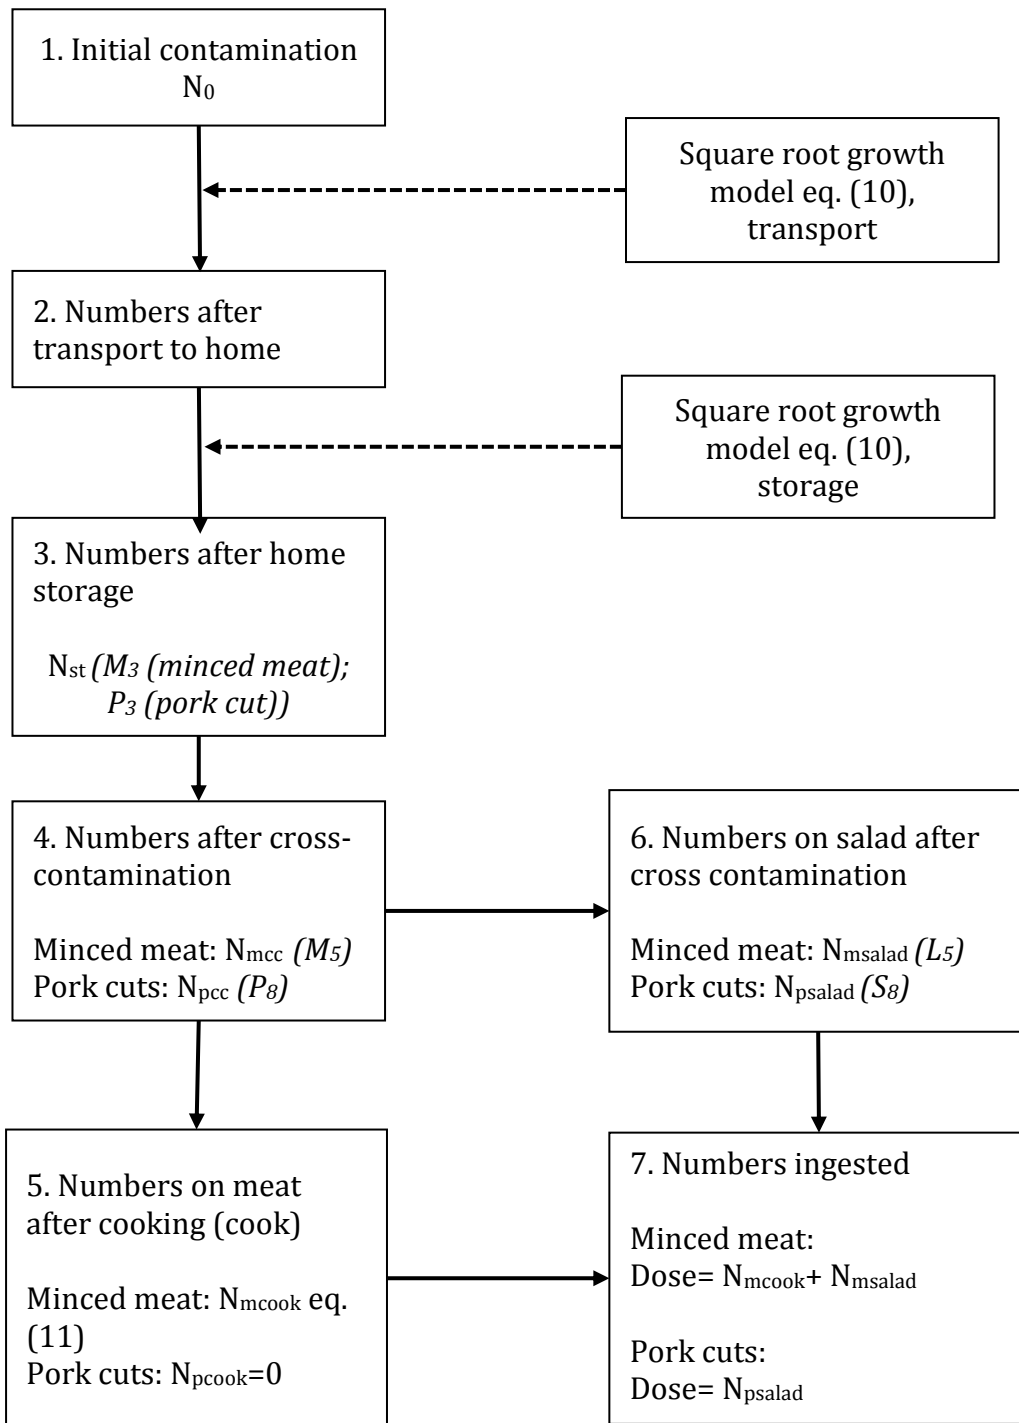 1. Initial contamination
N₀
Square root growth
model eq. (10),
transport
2. Numbers after
transport to home
Square root growth
model eq. (10),
storage
3. Numbers after home
storage
Nst (M₃ (minced meat);
P₃ (pork cut))
4. Numbers after cross-
contamination
Minced meat: Nmcc (M₅)
Pork cuts: Npcc (P₈)
6. Numbers on salad after
cross contamination
Minced meat: Nmsalad (L₅)
Pork cuts: Npsalad (S₈)
5. Numbers on meat
after cooking (cook)
Minced meat: Nmcook eq.
(11)
Pork cuts: Npcook=0
7. Numbers ingested
Minced meat:
Dose= Nmcook+ Nmsalad
Pork cuts:
Dose= Npsalad